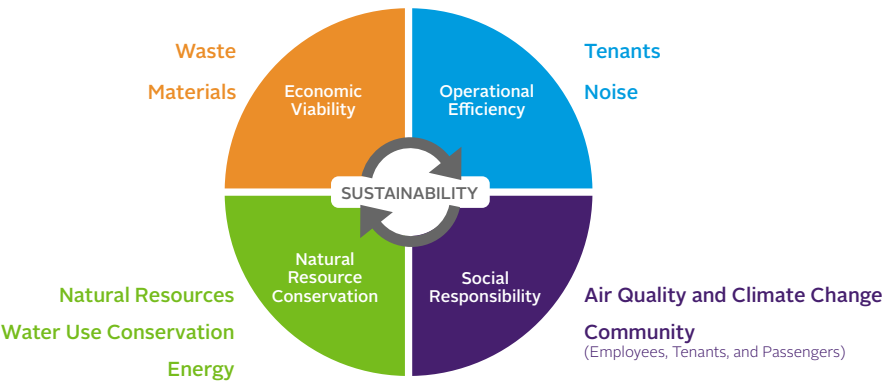 Waste
Materials
Economic
Viability
Operational
Efficiency
Tenants
Noise
SUSTAINABILITY
Natural
Resource
Conservation
Social
Responsibility
Natural Resources
Water Use Conservation
Energy
Air Quality and Climate Change
Community
(Employees, Tenants, and Passengers)